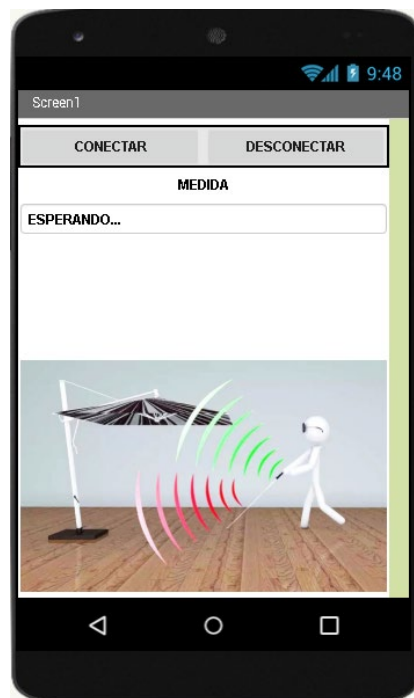 9:48
Screen1
CONECTAR DESCONECTAR
MEDIDA
ESPERANDO...